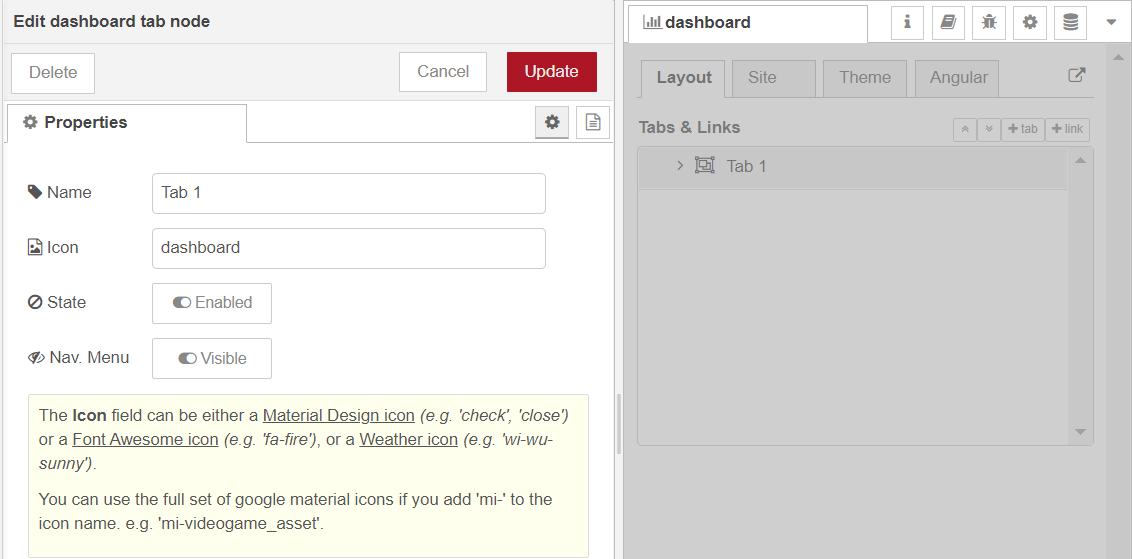 Edit dashboard tab node
Delete
Cancel
Update
Properties
Name
Tab 1
Icon
dashboard
State
Enabled
Nav. Menu
Visible
The Icon field can be either a Material Design icon (e.g. 'check', 'close')
or a Font Awesome icon (e.g. 'fa-fire'), or a Weather icon (e.g. 'wi-wu-
sunny').
You can use the full set of google material icons if you add 'mi-' to the
icon name. e.g. 'mi-videogame_asset'.
dashboard
Layout
Site
Theme
Angular
Tabs & Links
tab
link
Tab 1